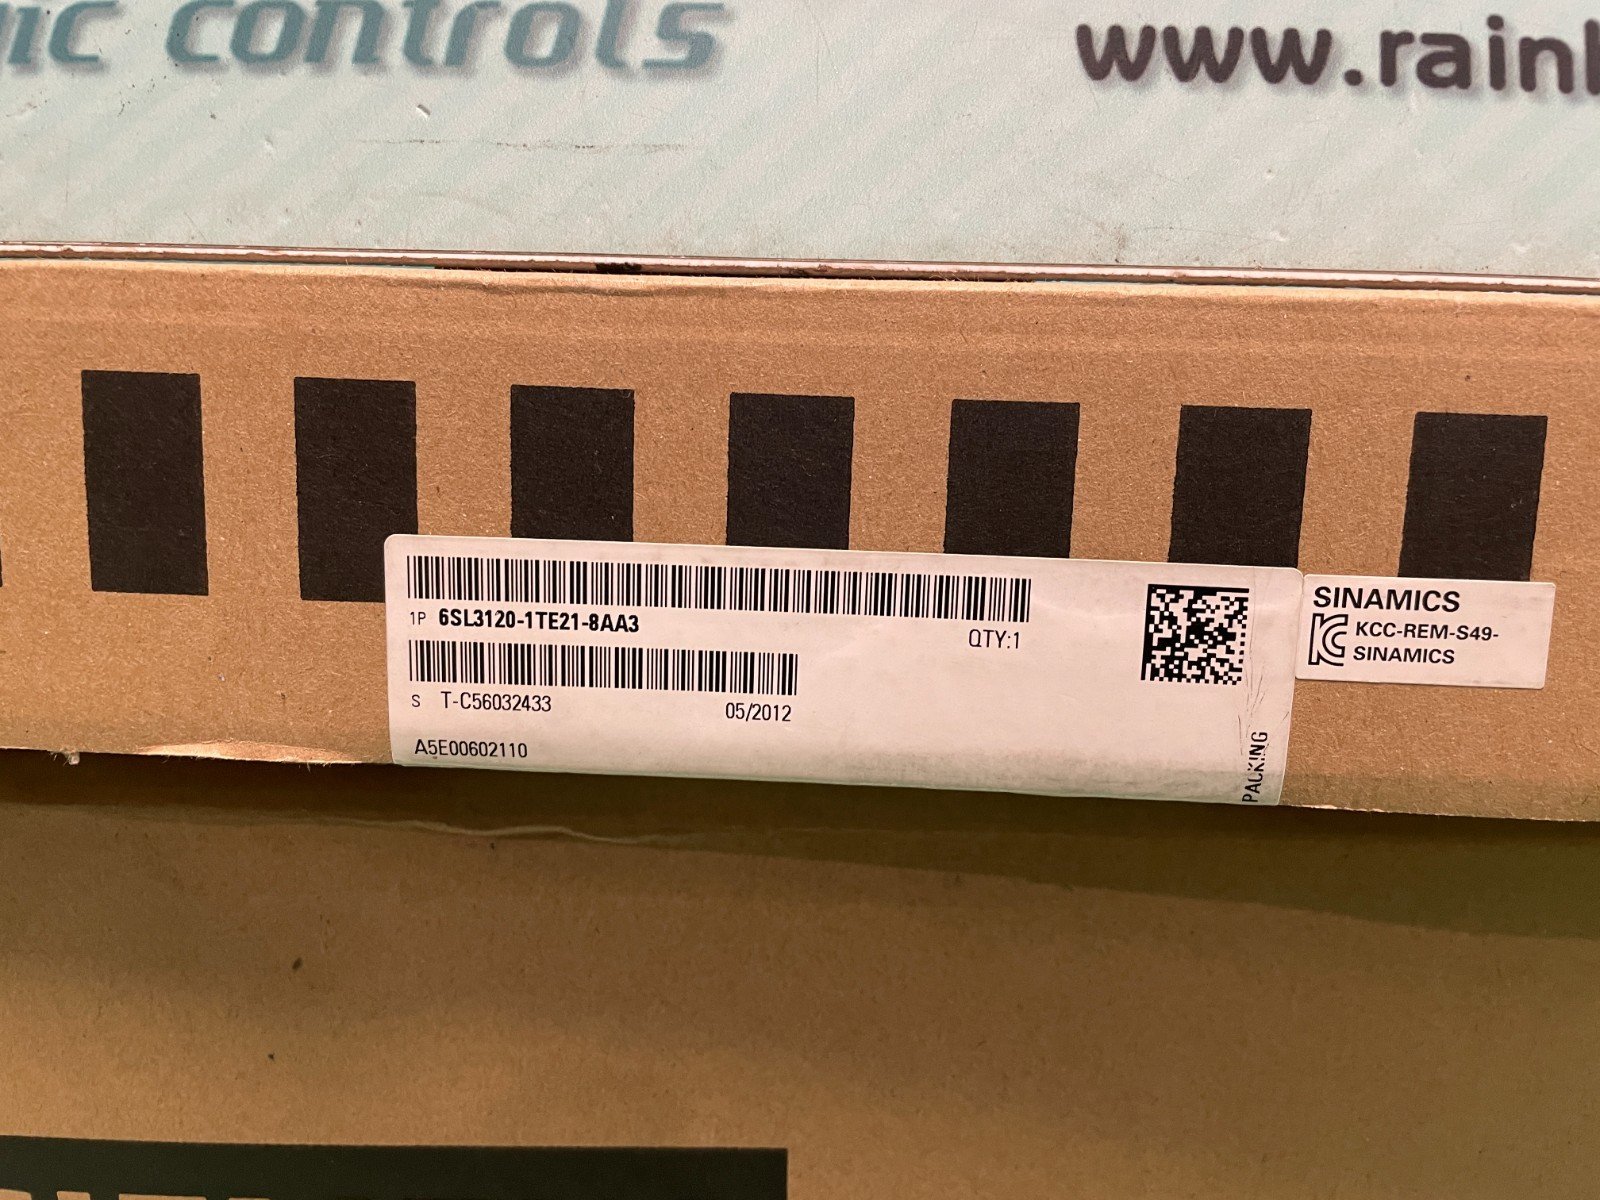 ic controls
www.rain
1P 6SL3120-1TE21-8AA3
QTY:1
S T-C56032433
05/2012
A5E00602110
PACKING
SINAMICS
KCC-REM-S49-
SINAMICS